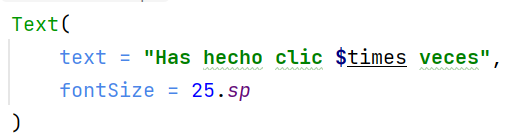 Text(
    text = "Has hecho clic $times veces",
    fontSize = 25.sp
)